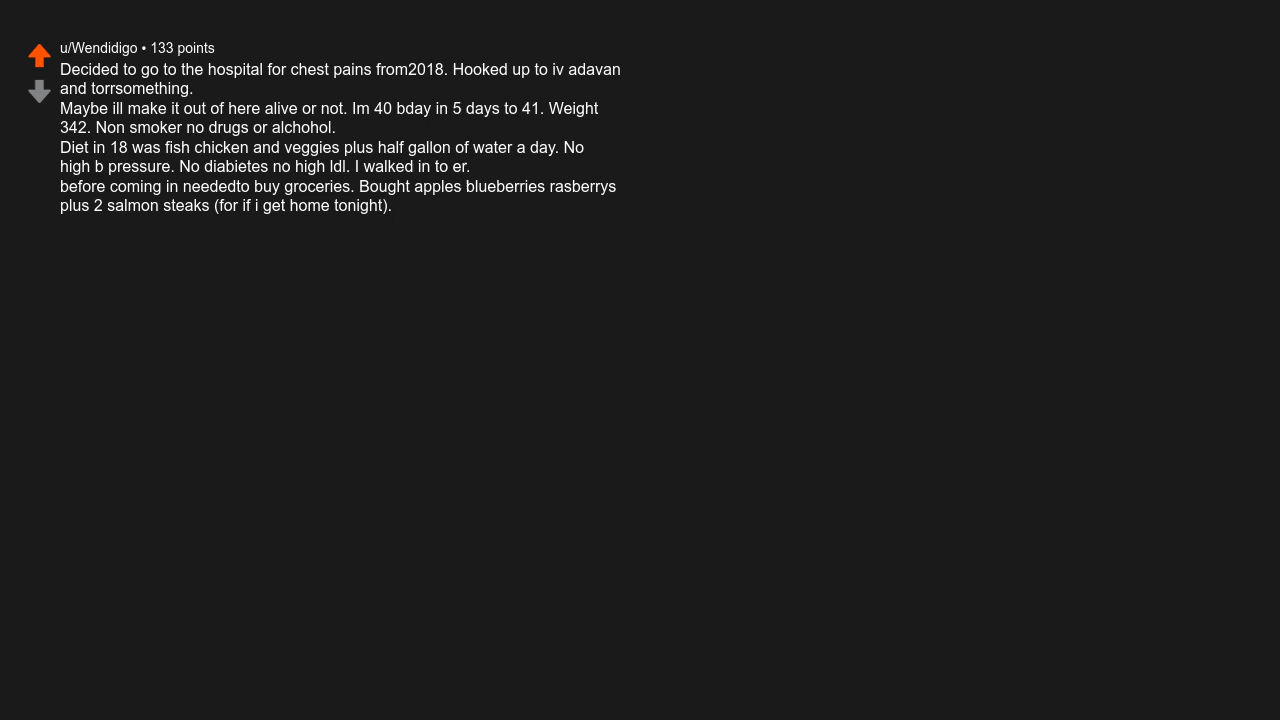 u/Wendidigo • 133 points
Decided to go to the hospital for chest pains from2018. Hooked up to iv adavan
and torrsomething.
Maybe ill make it out of here alive or not. Im 40 bday in 5 days to 41. Weight
342. Non smoker no drugs or alchohol.
Diet in 18 was fish chicken and veggies plus half gallon of water a day. No
high b pressure. No diabietes no high ldl. I walked in to er.
before coming in neededto buy groceries. Bought apples blueberries rasberrys
plus 2 salmon steaks (for if i get home tonight).